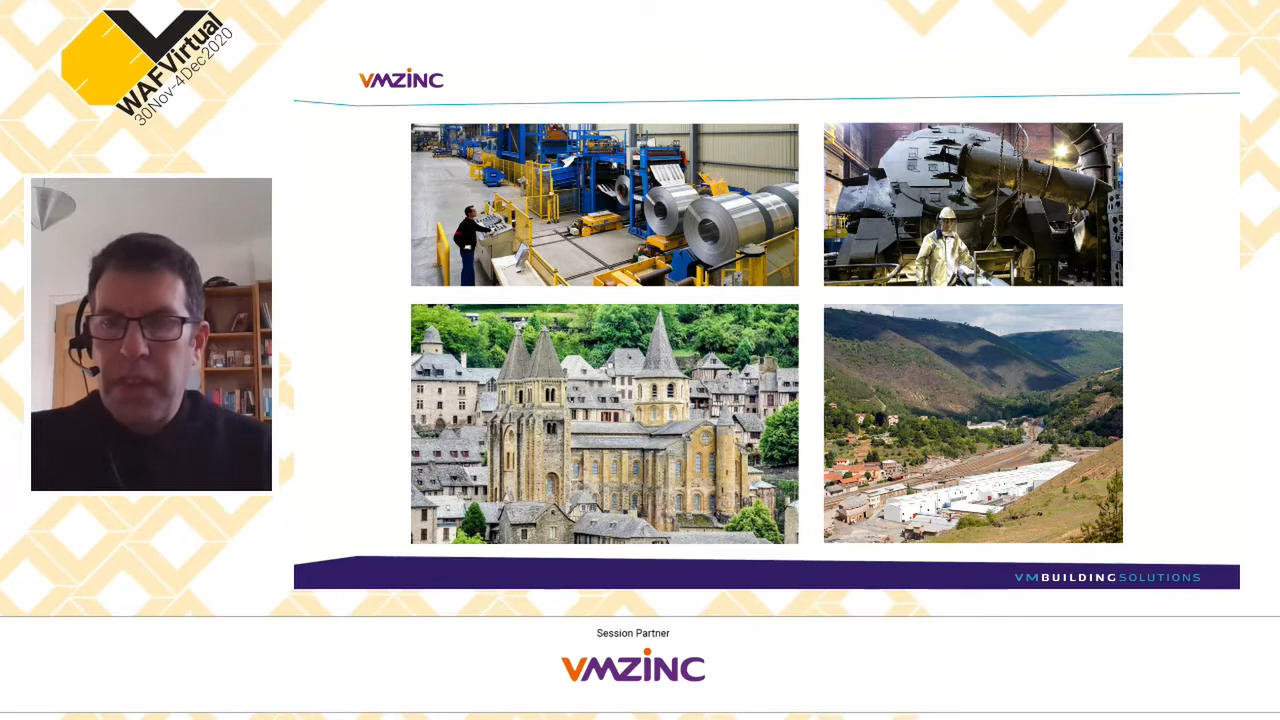 WAFVirtual
30Nov-4Dec2020
VMZINC
VMBUILDINGSOLUTIONS
Session Partner
VMZINC